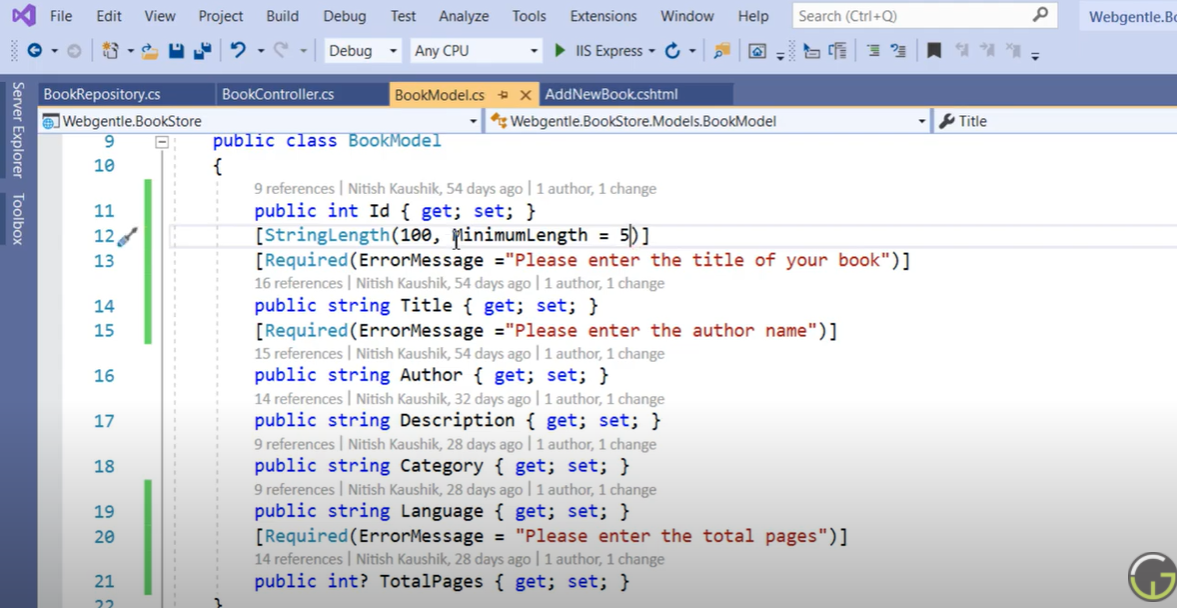 File Edit View Project Build Debug Test Analyze Tools Extensions Window Help Search (Ctrl+Q) Webgentle.Bo
Debug Any CPU IIS Express
Server Explorer
Toolbox
BookRepository.cs BookController.cs BookModel.cs AddNewBook.cshtml
Webgentle.BookStore Webgentle.BookStore.Models.BookModel Title
9 public class BookModel
10 {
9 references | Nitish Kaushik, 54 days ago | 1 author, 1 change
11 public int Id { get; set; }
12 [StringLength(100, MinimumLength = 5)]
13 [Required(ErrorMessage ="Please enter the title of your book")]
16 references | Nitish Kaushik, 54 days ago | 1 author, 1 change
14 public string Title { get; set; }
15 [Required(ErrorMessage ="Please enter the author name")]
15 references | Nitish Kaushik, 54 days ago | 1 author, 1 change
16 public string Author { get; set; }
14 references | Nitish Kaushik, 32 days ago | 1 author, 1 change
17 public string Description { get; set; }
9 references | Nitish Kaushik, 28 days ago | 1 author, 1 change
18 public string Category { get; set; }
9 references | Nitish Kaushik, 28 days ago | 1 author, 1 change
19 public string Language { get; set; }
20 [Required(ErrorMessage = "Please enter the total pages")]
14 references | Nitish Kaushik, 28 days ago | 1 author, 1 change
21 public int? TotalPages { get; set; }
22 }